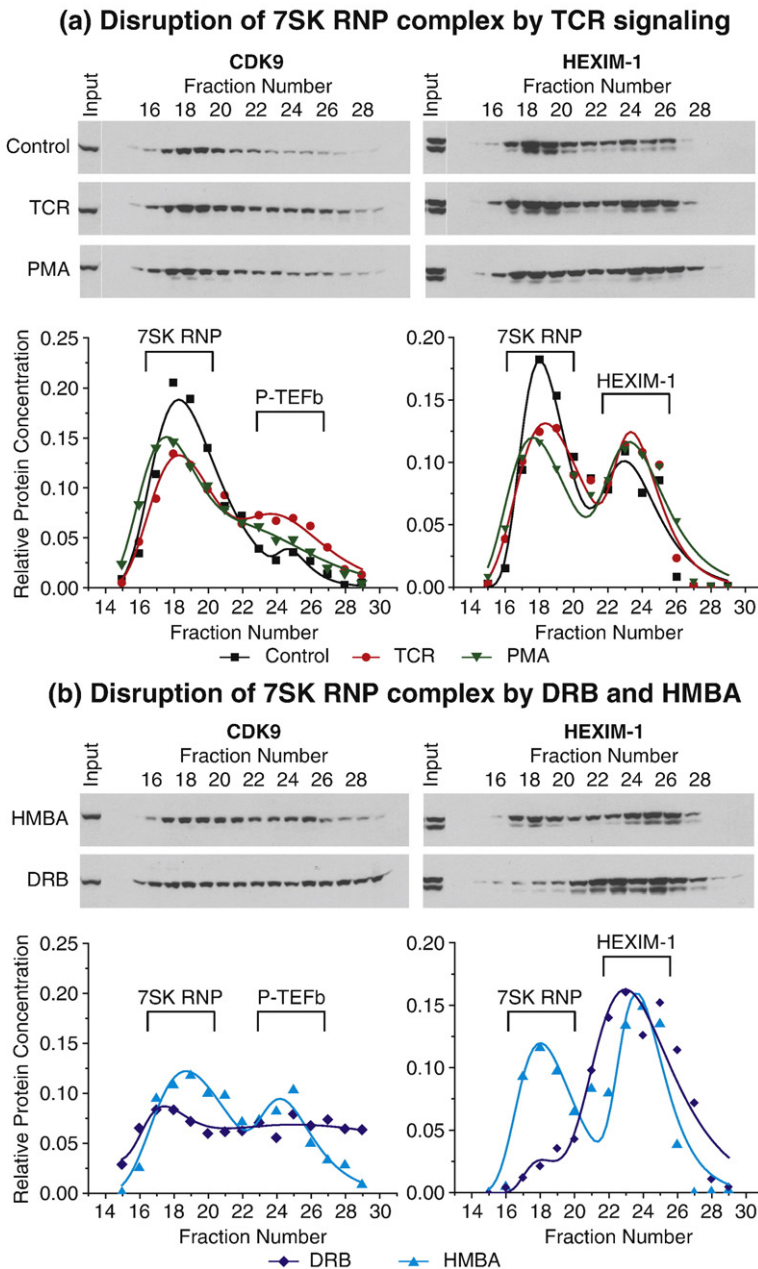 (a) Disruption of 7SK RNP complex by TCR signaling
CDK9
Fraction Number
Input 16 18 20 22 24 26 28
HEXIM-1
Fraction Number
Input 16 18 20 22 24 26 28
Control
TCR
PMA
Relative Protein Concentration
0.25
0.20
0.15
0.10
0.05
0.00
7SK RNP
P-TEFb
14 16 18 20 22 24 26 28 30
Fraction Number
0.20
0.15
0.10
0.05
0.00
7SK RNP
HEXIM-1
14 16 18 20 22 24 26 28 30
Fraction Number
Control TCR PMA
(b) Disruption of 7SK RNP complex by DRB and HMBA
CDK9
Fraction Number
Input 16 18 20 22 24 26 28
HEXIM-1
Fraction Number
Input 16 18 20 22 24 26 28
HMBA
DRB
Relative Protein Concentration
0.25
0.20
0.15
0.10
0.05
0.00
7SK RNP
P-TEFb
14 16 18 20 22 24 26 28 30
Fraction Number
0.20
0.15
0.10
0.05
0.00
7SK RNP
HEXIM-1
14 16 18 20 22 24 26 28 30
Fraction Number
DRB HMBA